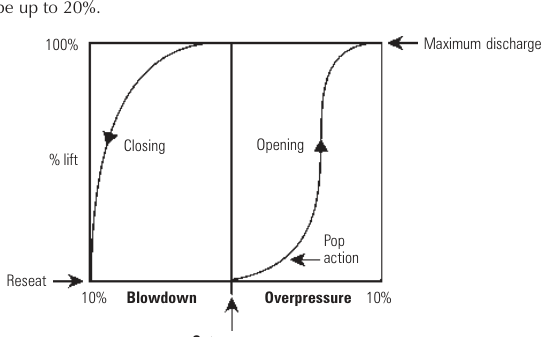 be up to 20%.
100%
Maximum discharge
Closing
Opening
% lift
Pop
action
Reseat
10% Blowdown Overpressure 10%